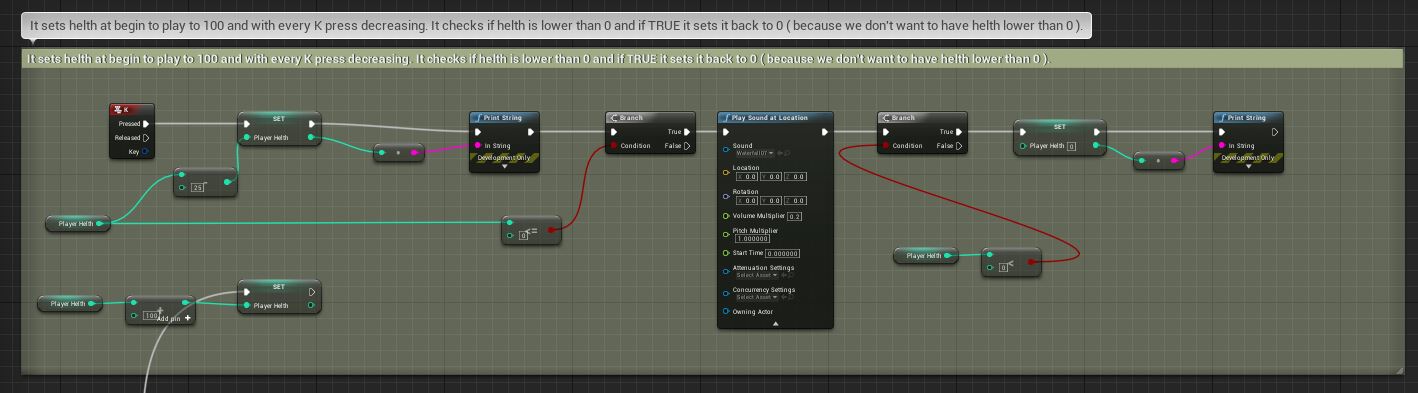 It sets helth at begin to play to 100 and with every K press decreasing. It checks if helth is lower than 0 and if TRUE it sets it back to 0 ( because we don't want to have helth lower than 0 ).
It sets helth at begin to play to 100 and with every K press decreasing. It checks if helth is lower than 0 and if TRUE it sets it back to 0 ( because we don't want to have helth lower than 0 ).
K
Pressed
Released
Key
SET
Player Helth
Print String
In String
Development Only
Branch
Condition
True
False
Play Sound at Location
Sound
Waterfall07
Location
X 0.0 Y 0.0 Z 0.0
Rotation
X 0.0 Y 0.0 Z 0.0
Volume Multiplier 0.2
Pitch Multiplier
1.000000
Start Time 0.000000
Attenuation Settings
Select Asset
Concurrency Settings
Select Asset
Owning Actor
Branch
Condition
True
False
SET
Player Helth 0
Print String
In String
Development Only
25 -
Player Helth
0 <=
Player Helth
0 <
Player Helth
100 +
Add pin +
SET
Player Helth